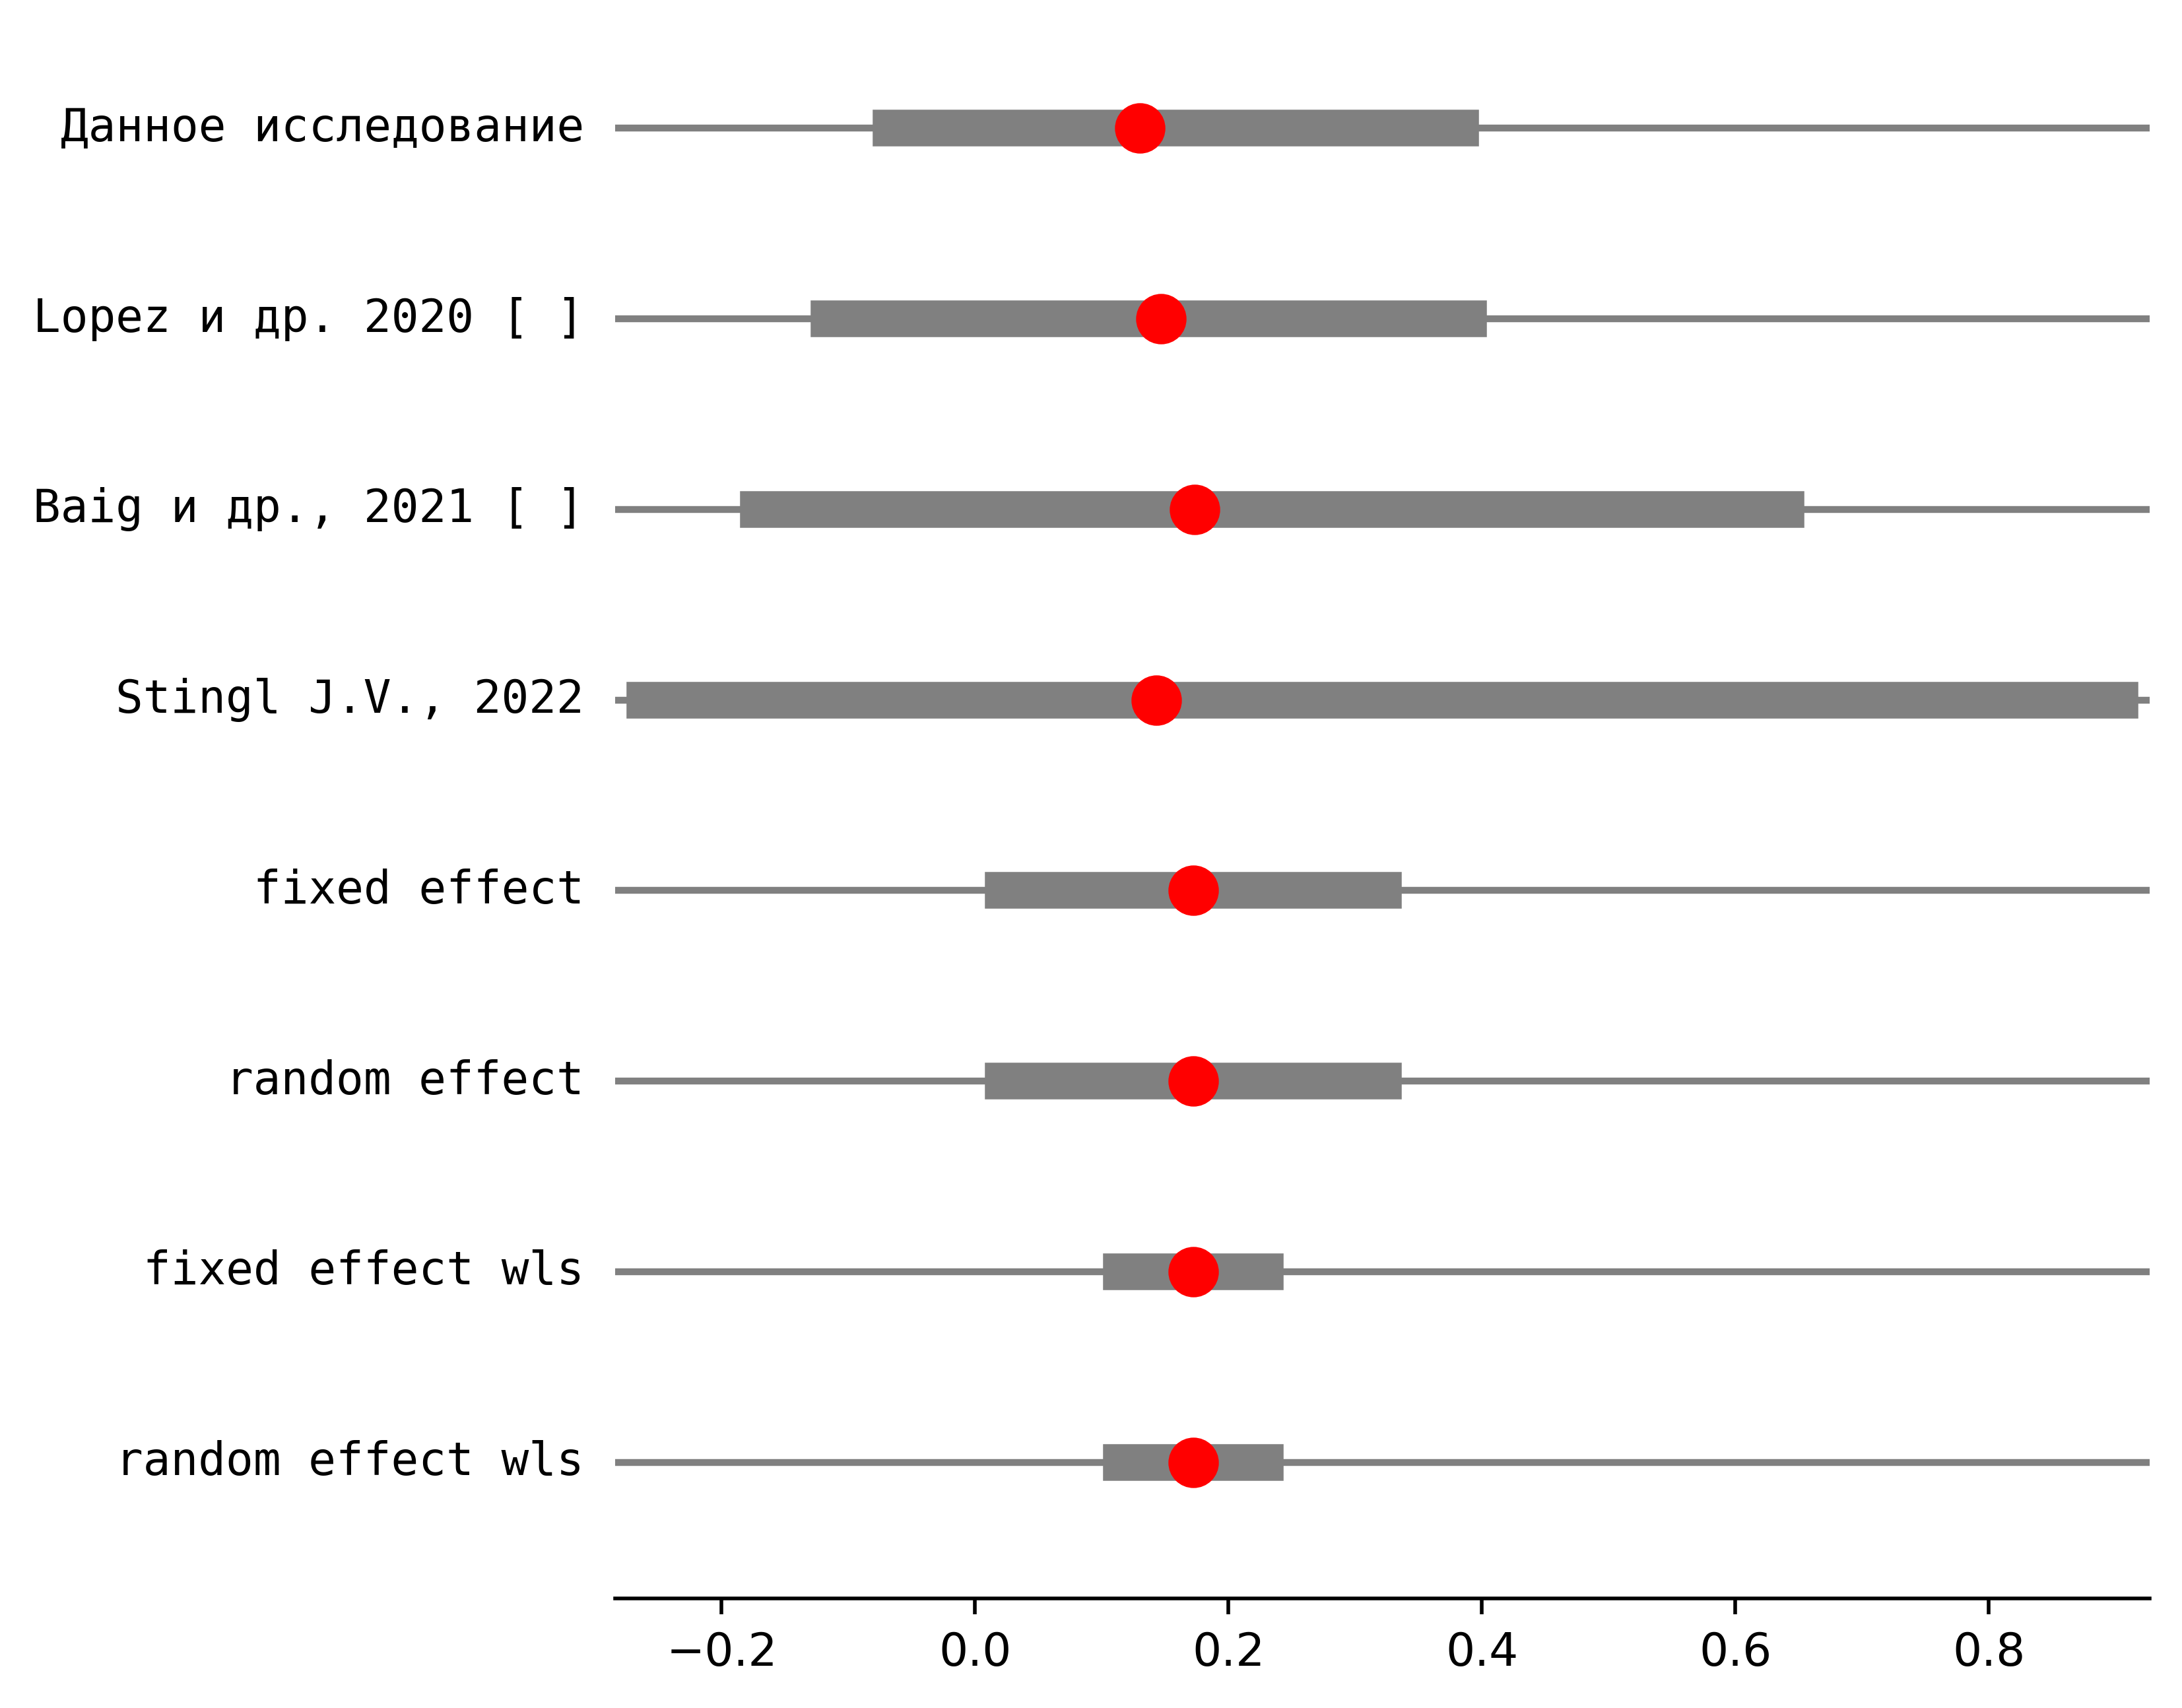 Данное исследование
Lopez и др. 2020 [ ]
Baig и др., 2021 [ ]
Stingl J.V., 2022
fixed effect
random effect
fixed effect wls
random effect wls
−0.2 0.0 0.2 0.4 0.6 0.8